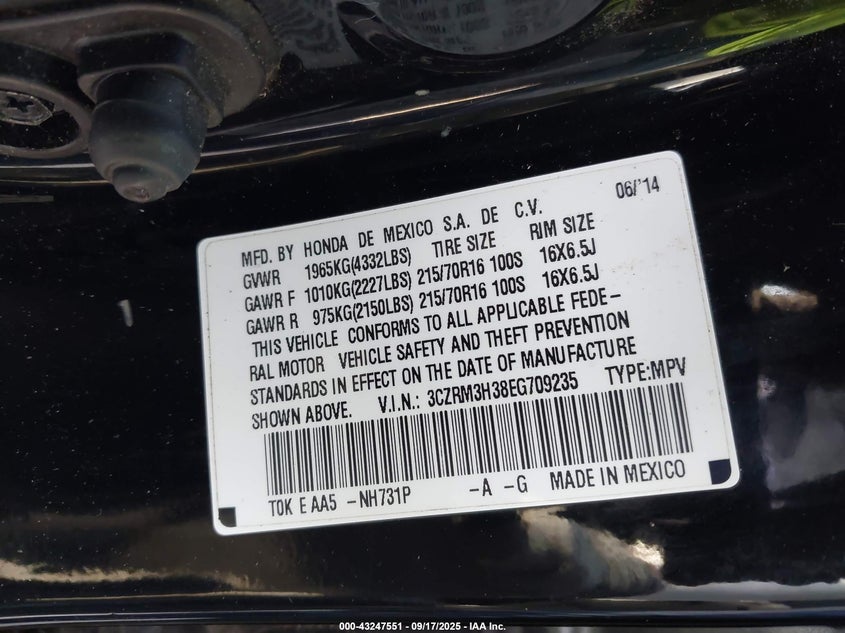 MFD. BY HONDA DE MEXICO S.A. DE C.V. 06/'14
GVWR 1965KG(4332LBS) TIRE SIZE RIM SIZE
GAWR F 1010KG(2227LBS) 215/70R16 100S 16X6.5J
GAWR R 975KG(2150LBS) 215/70R16 100S 16X6.5J
THIS VEHICLE CONFORMS TO ALL APPLICABLE FEDE-
RAL MOTOR VEHICLE SAFETY AND THEFT PREVENTION
STANDARDS IN EFFECT ON THE DATE OF MANUFACTURE
SHOWN ABOVE. V.I.N.: 3CZRM3H38EG709235 TYPE:MPV
TOK E AA5 -NH731P -A -G MADE IN MEXICO
000-43247551 - 09/17/2025 - IAA Inc.